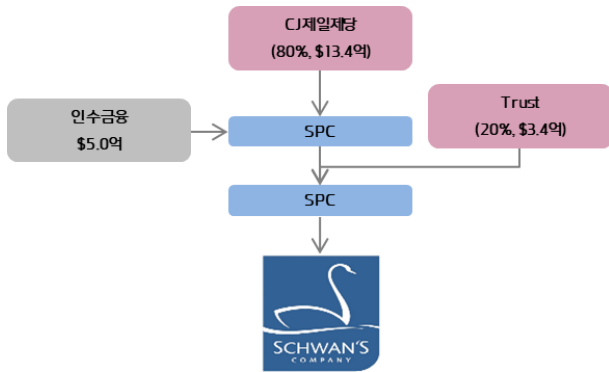 CJ제일제당
(80%, $13.4억)
인수금융
$5.0억
SPC
Trust
(20%, $3.4억)
SPC
SCHWAN'S
COMPANY